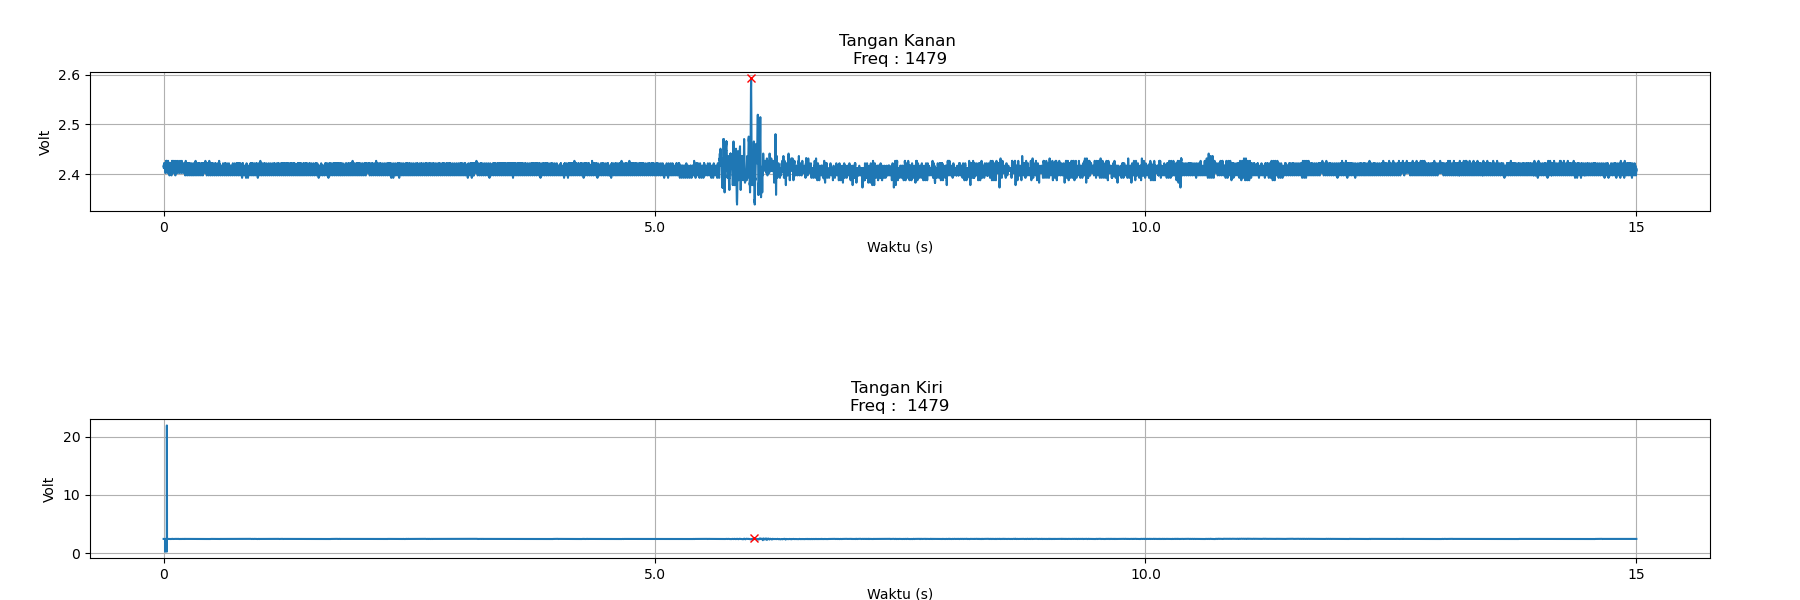 Tangan Kanan
Freq : 1479
2.6
2.5
2.4
Volt
0 5.0 10.0 15
Waktu (s)
Tangan Kiri
Freq :  1479
20
10
0
Volt
0 5.0 10.0 15
Waktu (s)